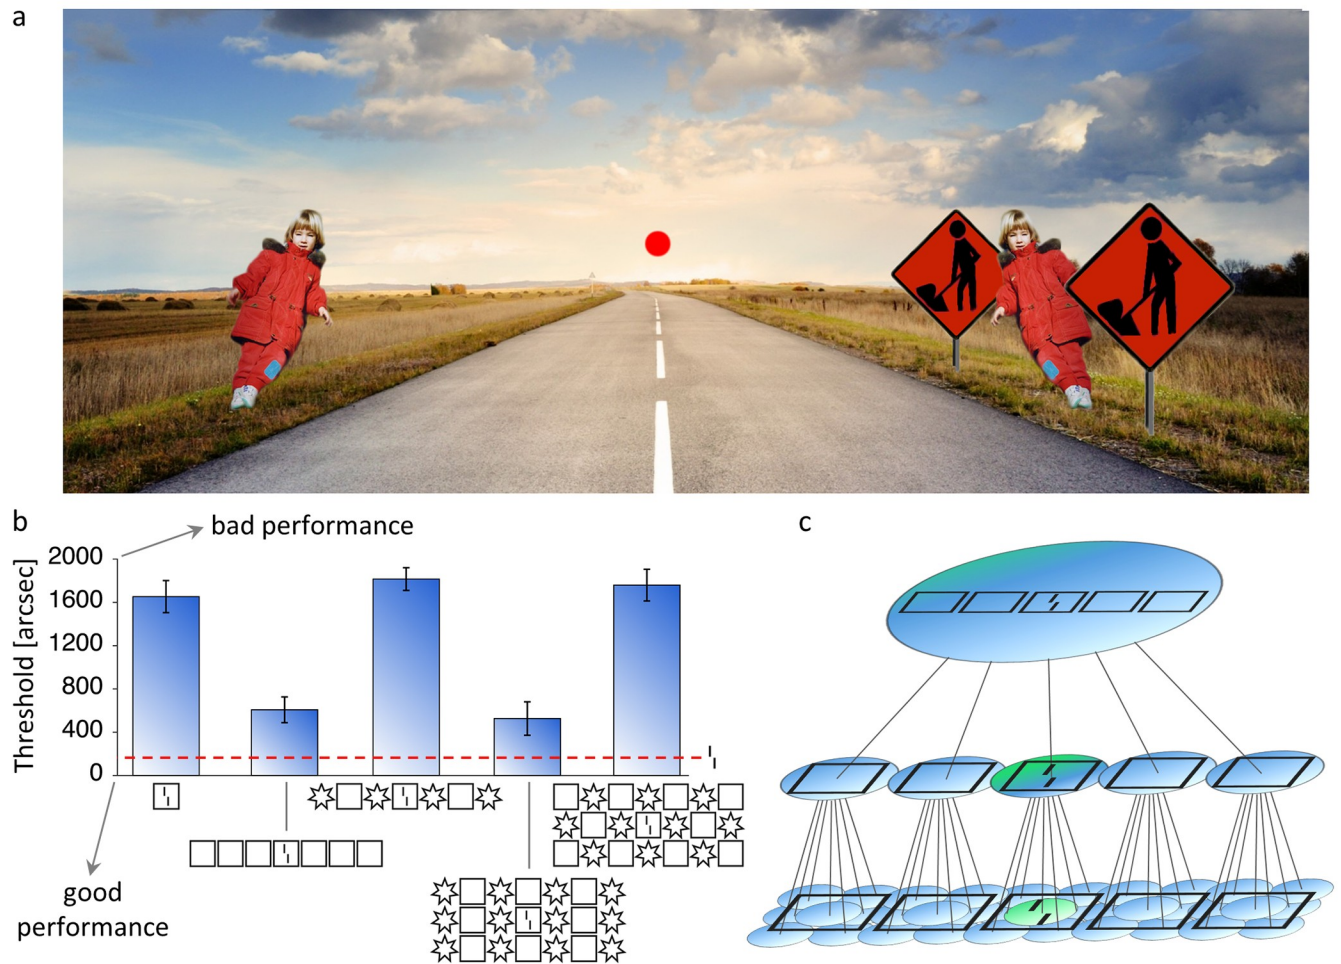 a
b
bad performance
Threshold [arcsec]
2000
1600
1200
800
400
0
good
performance
c